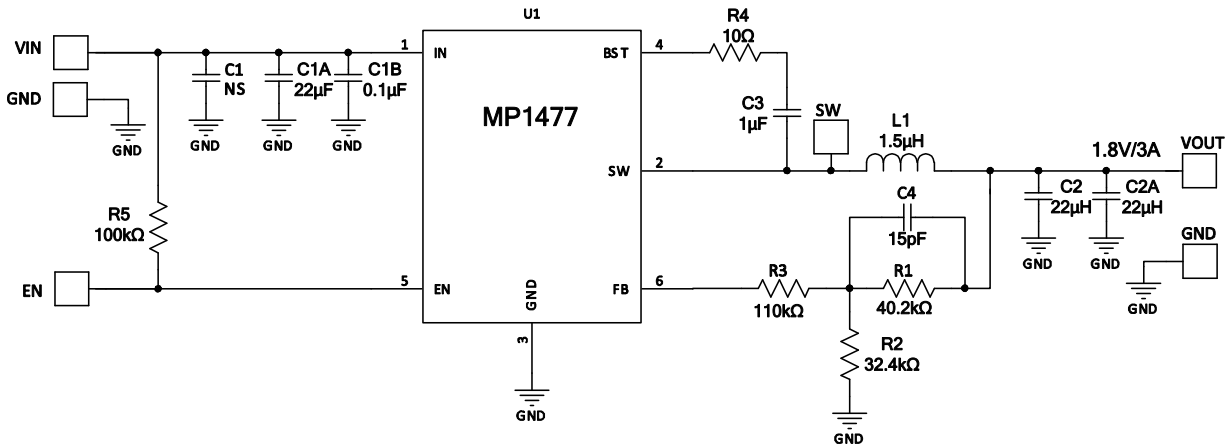 U1
VIN
1
IN
BST
4
R4
10Ω
C1
NS
C1A
22µF
C1B
0.1µF
GND
GND
GND
GND
GND
MP1477
C3
1µF
SW
L1
1.5µH
SW
2
1.8V/3A
VOUT
C2
22µH
C2A
22µH
GND
GND
GND
GND
R5
100kΩ
C4
15pF
EN
5
EN
GND
3
GND
FB
6
R3
110kΩ
R1
40.2kΩ
R2
32.4kΩ
GND